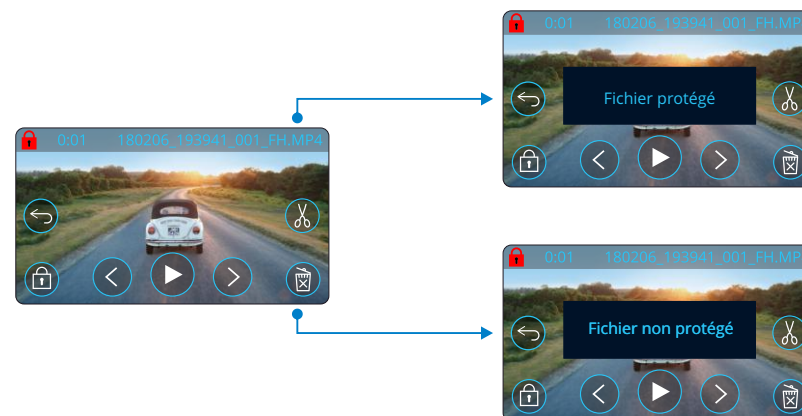 0:01 180206_193941_001_FH.MP4
0:01 180206_193941_001_FH.MP
Fichier protégé
0:01 180206_193941_001_FH.MP
Fichier non protégé